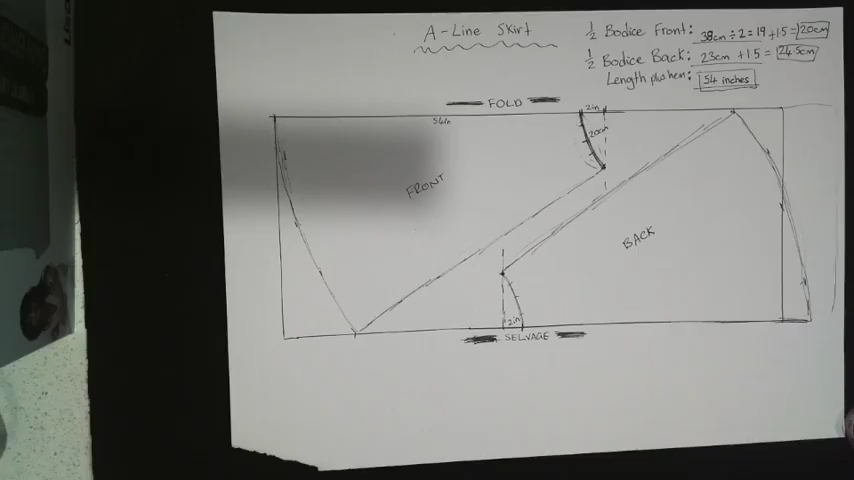 A-Line Skirt
½ Bodice Front: 38cm ÷ 2 = 19 + 1.5 = 20cm
½ Bodice Back: 23cm + 1.5 = 24.5cm
Length plus hem: 54 inches
FOLD
2in
54in
20cm
FRONT
BACK
2in
SELVAGE